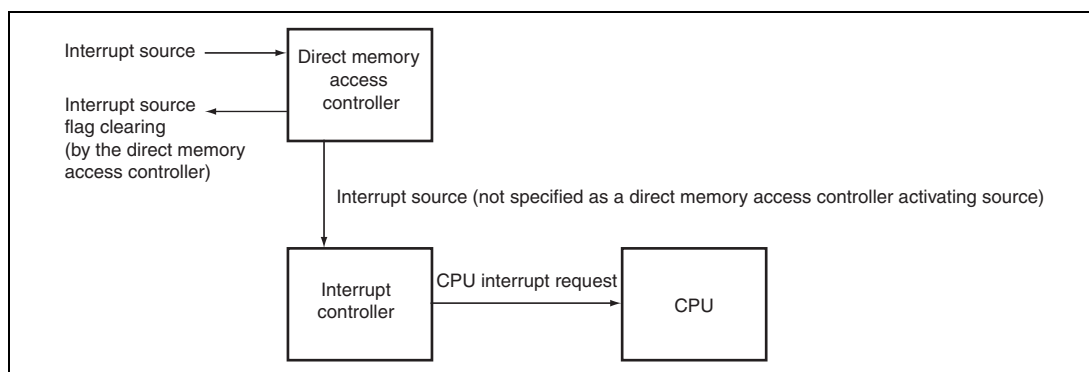 Interrupt source
Direct memory
access
controller
Interrupt source
flag clearing
(by the direct memory
access controller)
Interrupt source (not specified as a direct memory access controller activating source)
Interrupt
controller
CPU interrupt request
CPU